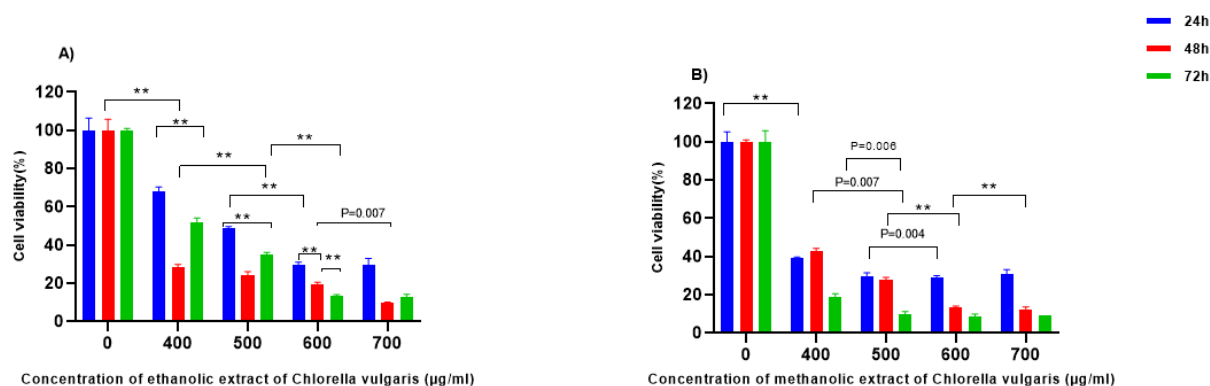 24h
48h
72h
A)
120
100
80
60
40
20
0
Cell viability(%)
**
**
**
**
**
**
**
**
P=0.007
0
400
500
600
700
Concentration of ethanolic extract of Chlorella vulgaris (µg/ml)
B)
120
100
80
60
40
20
0
Cell viability(%)
**
P=0.006
P=0.007
**
**
P=0.004
0
400
500
600
700
Concentration of methanolic extract of Chlorella vulgaris (µg/ml)